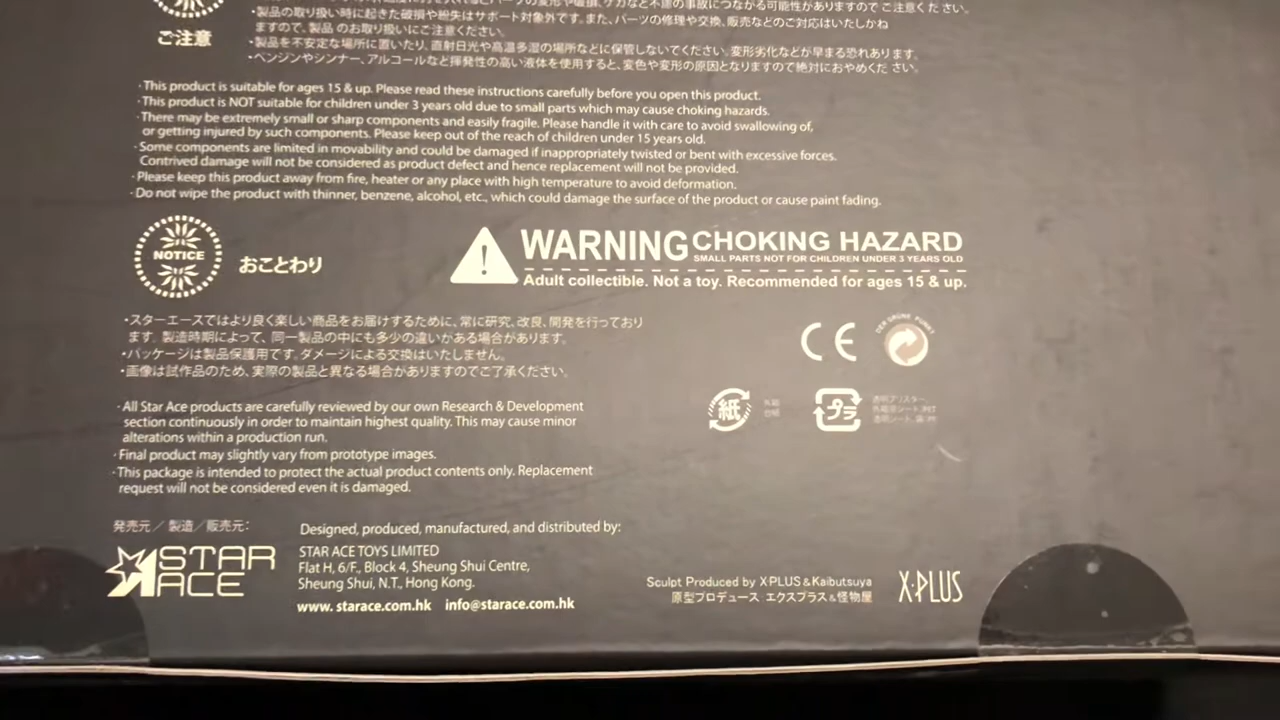 ・製品の取り扱い時に起きた破損や紛失はサポート対象外です。また、パーツの修理や交換、販売などのご対応はいたしかね
ますので、製品 のお取り扱いにご注意ください。
ご注意
・製品を不安定な場所に置いたり、直射日光や高温多湿の場所などに保管しないでください。変形劣化などが早まる恐れあります。
・ベンジンやシンナー、アルコールなど揮発性の高い液体を使用すると、変色や変形の原因となりますので絶対におやめくだ さい。
· This product is suitable for ages 15 & up. Please read these instructions carefully before you open this product.
· This product is NOT suitable for children under 3 years old due to small parts which may cause choking hazards.
· There may be extremely small or sharp components and easily fragile. Please handle it with care to avoid swallowing of,
or getting injured by such components. Please keep out of the reach of children under 15 years old.
· Some components are limited in movability and could be damaged if inappropriately twisted or bent with excessive forces.
Contrived damage will not be considered as product defect and hence replacement will not be provided.
· Please keep this product away from fire, heater or any place with high temperature to avoid deformation.
· Do not wipe the product with thinner, benzene, alcohol, etc., which could damage the surface of the product or cause paint fading.
NOTICE おことわり
! WARNING CHOKING HAZARD
SMALL PARTS NOT FOR CHILDREN UNDER 3 YEARS OLD
Adult collectible. Not a toy. Recommended for ages 15 & up.
・スターエースではより良く楽しい商品をお届けするために、常に研究、改良、開発を行っており
ます。製造時期によって、同一製品の中にも多少の違いがある場合があります。
・パッケージは製品保護用です。ダメージによる交換はいたしません。
・画像は試作品のため、実際の製品と異なる場合がありますのでご了承ください。
CE DER GRÜNE PUNKT
紙 プラ
· All Star Ace products are carefully reviewed by our own Research & Development
section continuously in order to maintain highest quality. This may cause minor
alterations within a production run.
· Final product may slightly vary from prototype images.
· This package is intended to protect the actual product contents only. Replacement
request will not be considered even it is damaged.
発売元 / 製造 / 販売元:
STAR ACE
Designed, produced, manufactured, and distributed by:
STAR ACE TOYS LIMITED
Flat H, 6/F., Block 4, Sheung Shui Centre,
Sheung Shui, N.T., Hong Kong.
www. starace.com.hk info@starace.com.hk
Sculpt Produced by X-PLUS & Kaibutsuya
原型プロデュース エクスプラス&怪物屋
X·PLUS